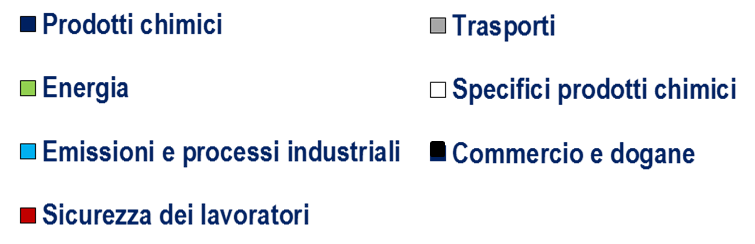 Prodotti chimici
Energia
Emissioni e processi industriali
Sicurezza dei lavoratori
Trasporti
Specifici prodotti chimici
Commercio e dogane